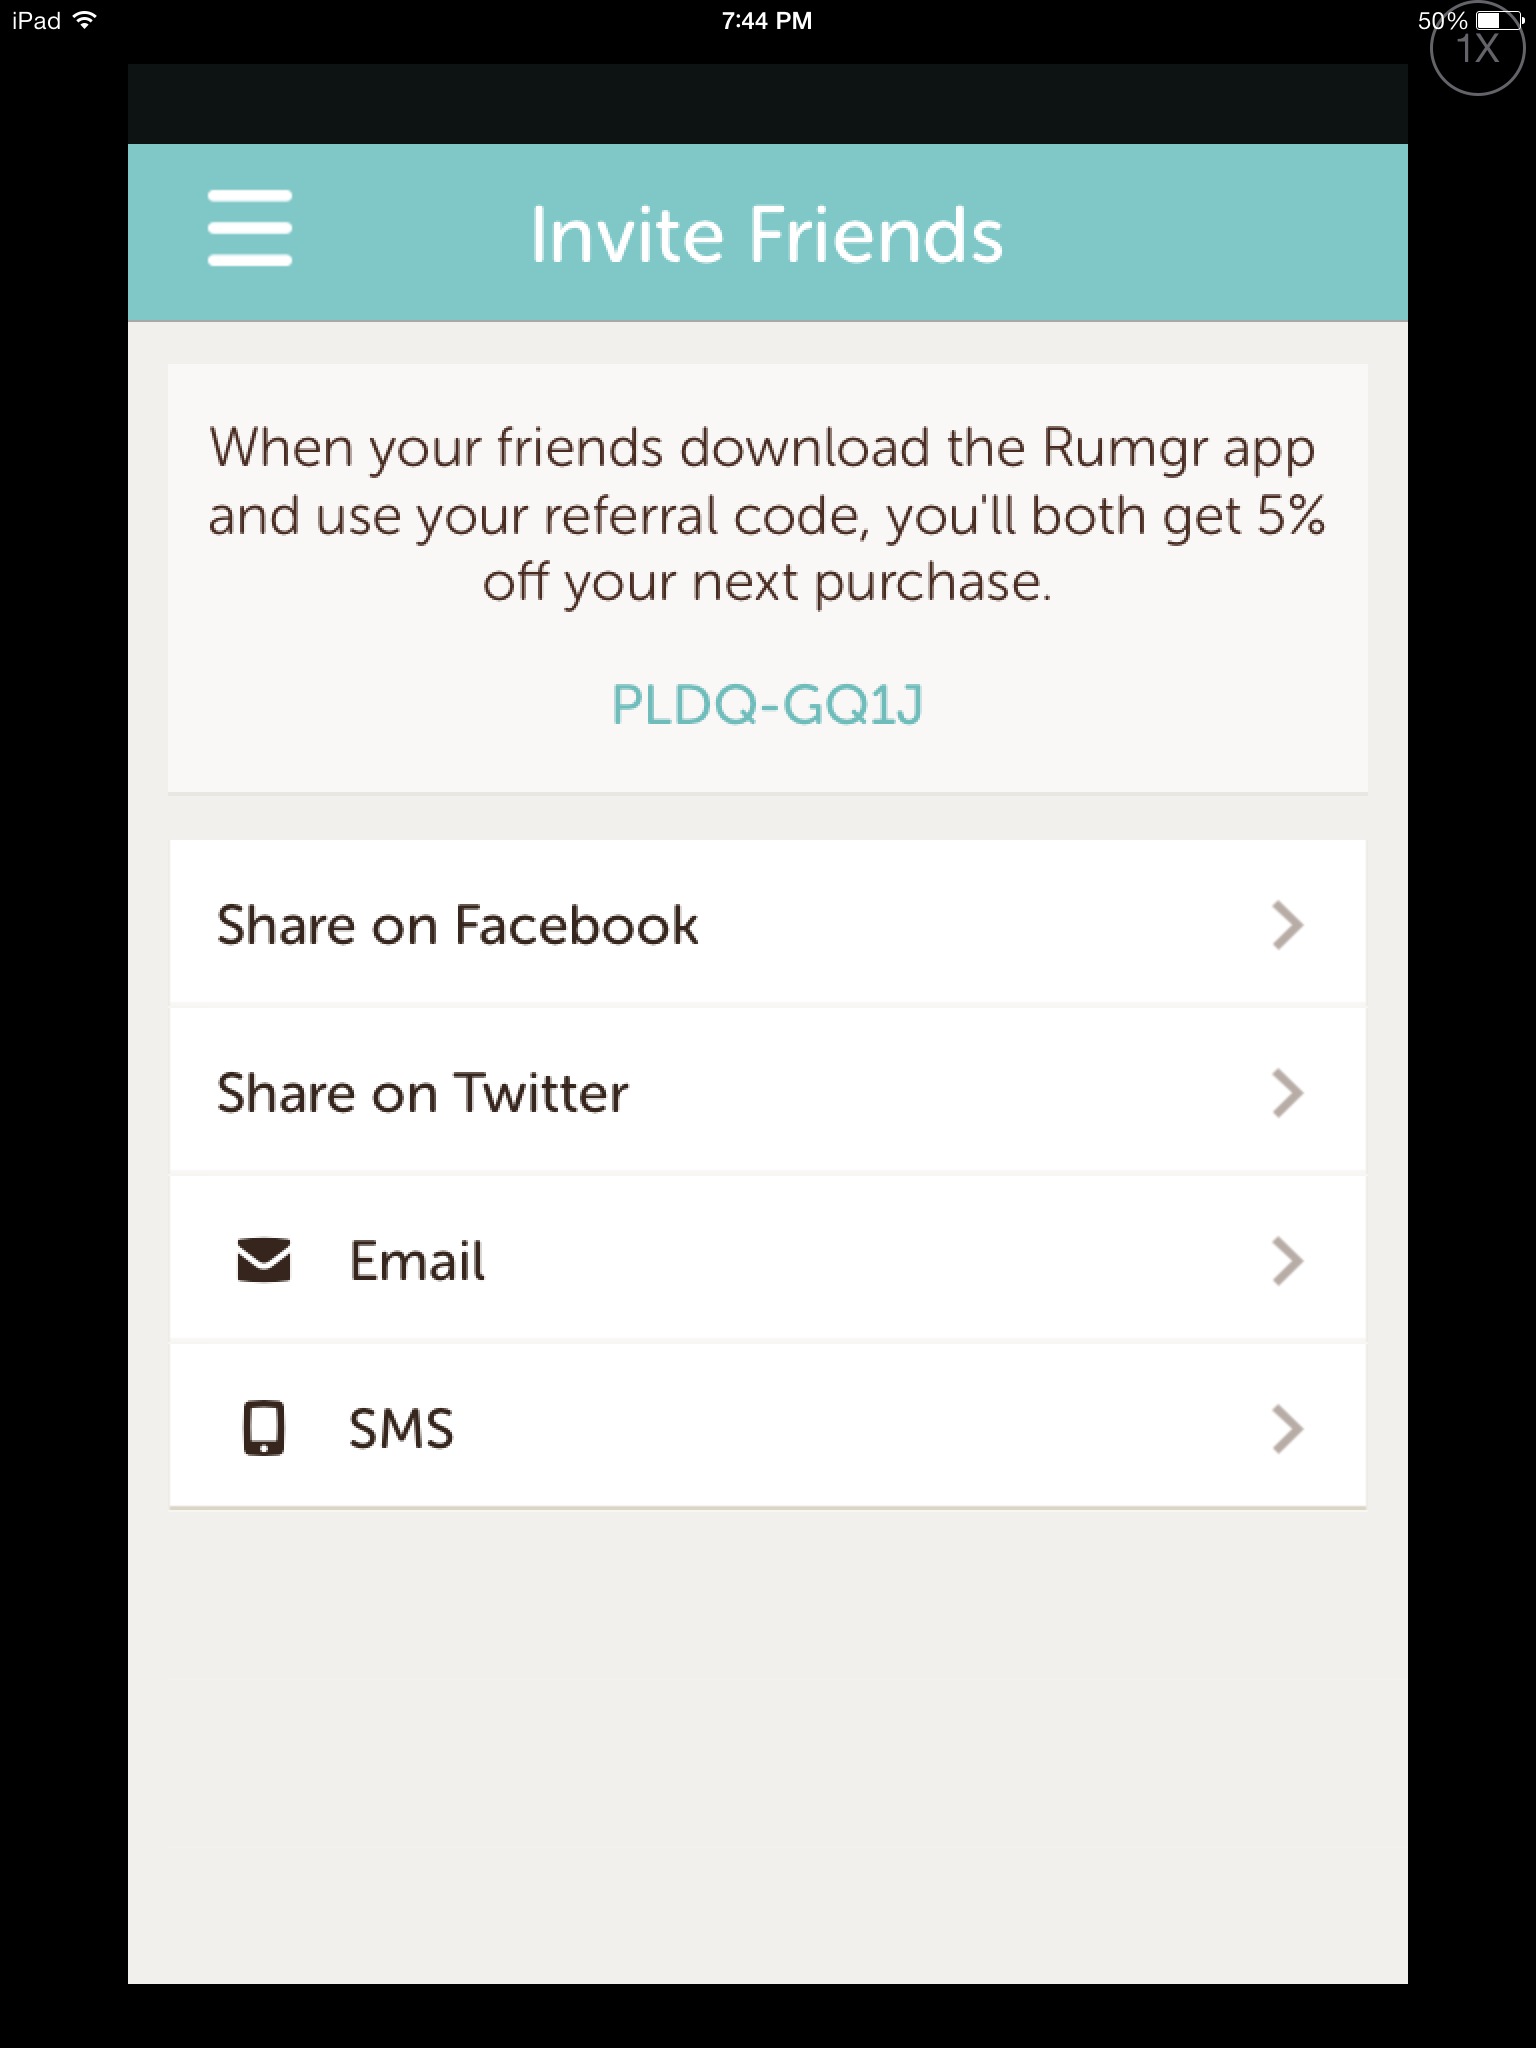 iPad 7:44 PM 50%
1X
Invite Friends
When your friends download the Rumgr app
and use your referral code, you'll both get 5%
off your next purchase.
PLDQ-GQ1J
Share on Facebook
Share on Twitter
Email
SMS